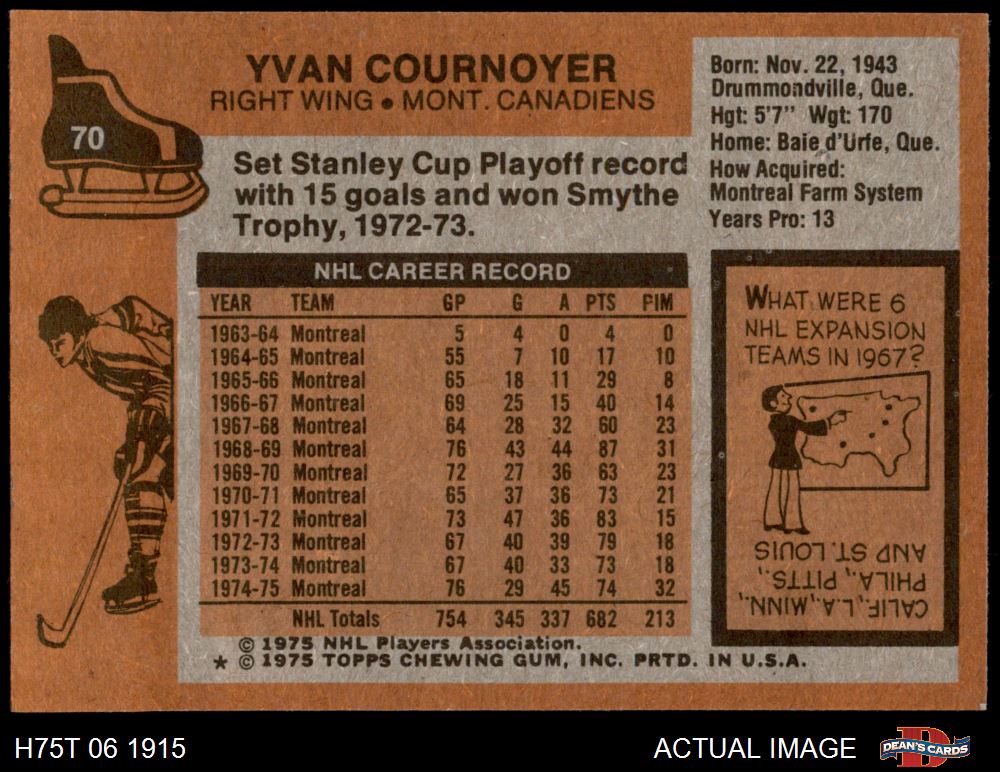 YVAN COURNOYER
RIGHT WING • MONT. CANADIENS
70
Set Stanley Cup Playoff record
with 15 goals and won Smythe
Trophy, 1972-73.
Born: Nov. 22, 1943
Drummondville, Que.
Hgt: 5'7" Wgt: 170
Home: Baie d'Urfe, Que.
How Acquired:
Montreal Farm System
Years Pro: 13
NHL CAREER RECORD
YEAR TEAM GP G A PTS PIM
1963-64 Montreal 5 4 0 4 0
1964-65 Montreal 55 7 10 17 10
1965-66 Montreal 65 18 11 29 8
1966-67 Montreal 69 25 15 40 14
1967-68 Montreal 64 28 32 60 23
1968-69 Montreal 76 43 44 87 31
1969-70 Montreal 72 27 36 63 23
1970-71 Montreal 65 37 36 73 21
1971-72 Montreal 73 47 36 83 15
1972-73 Montreal 67 40 39 79 18
1973-74 Montreal 67 40 33 73 18
1974-75 Montreal 76 29 45 74 32
NHL Totals 754 345 337 682 213
© 1975 NHL Players Association.
* © 1975 TOPPS CHEWING GUM, INC. PRTD. IN U.S.A.
WHAT WERE 6
NHL EXPANSION
TEAMS IN 1967?
CALIF., L.A., MINN.,
PHILA., PITTS.,
AND ST. LOUIS
H75T 06 1915
ACTUAL IMAGE
D
DEAN'S CARDS